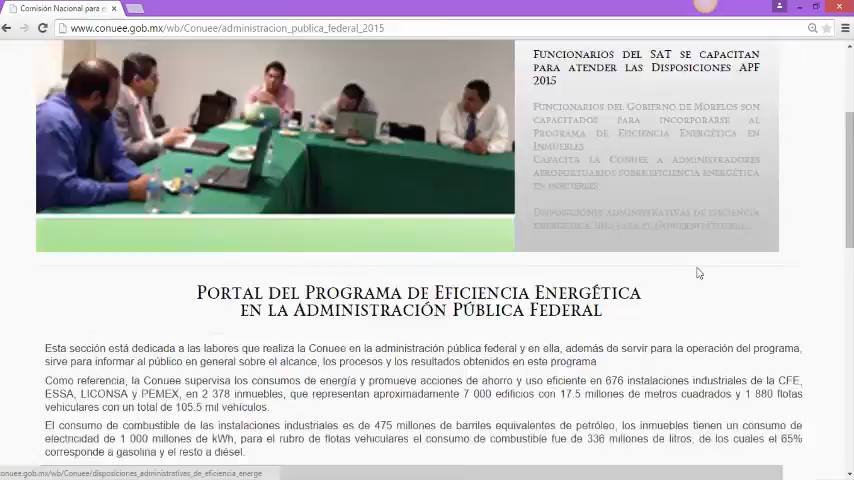 Comisión Nacional para e
www.conuee.gob.mx/wb/Conuee/administracion_publica_federal_2015
Funcionarios del SAT se capacitan
para atender las Disposiciones APF
2015
Funcionarios del Gobierno de Morelos son
capacitados para incorporarse al
Programa de Eficiencia Energética en
Inmuebles
Capacita la Conuee a administradores
aeroportuarios sobre eficiencia energética
en inmuebles
Disposiciones administrativas de eficiencia
energética 2015 para el Gobierno Federal
Portal del Programa de Eficiencia Energética
en la Administración Pública Federal
Esta sección está dedicada a las labores que realiza la Conuee en la administración pública federal y en ella, además de servir para la operación del programa,
sirve para informar al público en general sobre el alcance, los procesos y los resultados obtenidos en este programa
Como referencia, la Conuee supervisa los consumos de energía y promueve acciones de ahorro y uso eficiente en 676 instalaciones industriales de la CFE,
ESSA, LICONSA y PEMEX, en 2 378 inmuebles, que representan aproximadamente 7 000 edificios con 17.5 millones de metros cuadrados y 1 880 flotas
vehiculares con un total de 105.5 mil vehículos.
El consumo de combustible de las instalaciones industriales es de 475 millones de barriles equivalentes de petróleo, los inmuebles tienen un consumo de
electricidad de 1 000 millones de kWh, para el rubro de flotas vehiculares el consumo de combustible fue de 336 millones de litros, de los cuales el 65%
corresponde a gasolina y el resto a diésel.
conuee.gob.mx/wb/Conuee/disposiciones_administrativas_de_eficiencia_energe